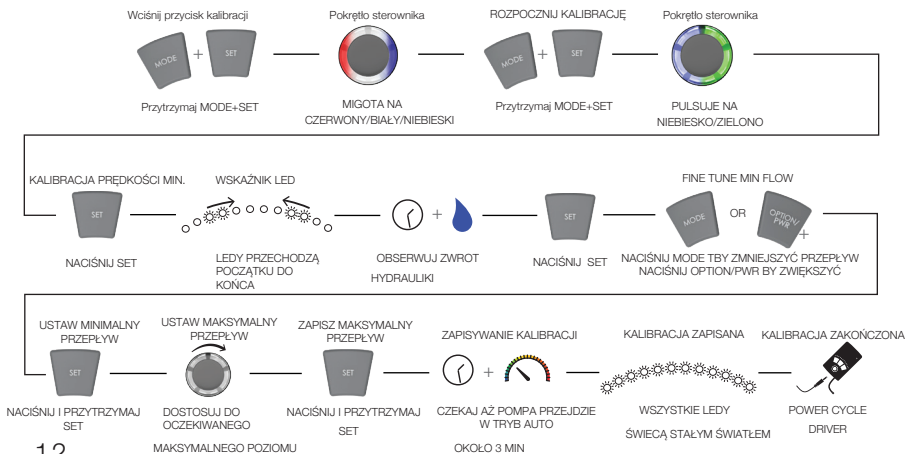 Wciśnij przycisk kalibracji
Pokrętło sterownika
ROZPOCZNIJ KALIBRACJĘ
Pokrętło sterownika
MODE + SET
MODE + SET
Przytrzymaj MODE+SET
MIGOTA NA
CZERWONY/BIAŁY/NIEBIESKI
Przytrzymaj MODE+SET
PULSUJE NA
NIEBIESKO/ZIELONO
KALIBRACJA PRĘDKOŚCI MIN.
WSKAŹNIK LED
FINE TUNE MIN FLOW
SET
+
SET
MODE OR OPTION/PWR +
NACIŚNIJ SET
LEDY PRZECHODZĄ
POCZĄTKU DO
KOŃCA
OBSERWUJ ZWROT
HYDRAULIKI
NACIŚNIJ SET
NACIŚNIJ MODE TBY ZMNIEJSZYĆ PRZEPŁYW
NACIŚNIJ OPTION/PWR BY ZWIĘKSZYĆ
USTAW MINIMALNY
PRZEPŁYW
USTAW MAKSYMALNY
PRZEPŁYW
ZAPISZ MAKSYMALNY
PRZEPŁYW
ZAPISYWANIE KALIBRACJI
KALIBRACJA ZAPISANA
KALIBRACJA ZAKOŃCZONA
SET
SET
+
NACIŚNIJ I PRZYTRZYMAJ
SET
DOSTOSUJ DO
OCZEKIWANEGO
MAKSYMALNEGO POZIOMU
NACIŚNIJ I PRZYTRZYMAJ
SET
CZEKAJ AŻ POMPA PRZEJDZIE
W TRYB AUTO
OKOŁO 3 MIN
WSZYSTKIE LEDY
ŚWIECĄ STAŁYM ŚWIATŁEM
POWER CYCLE
DRIVER
12